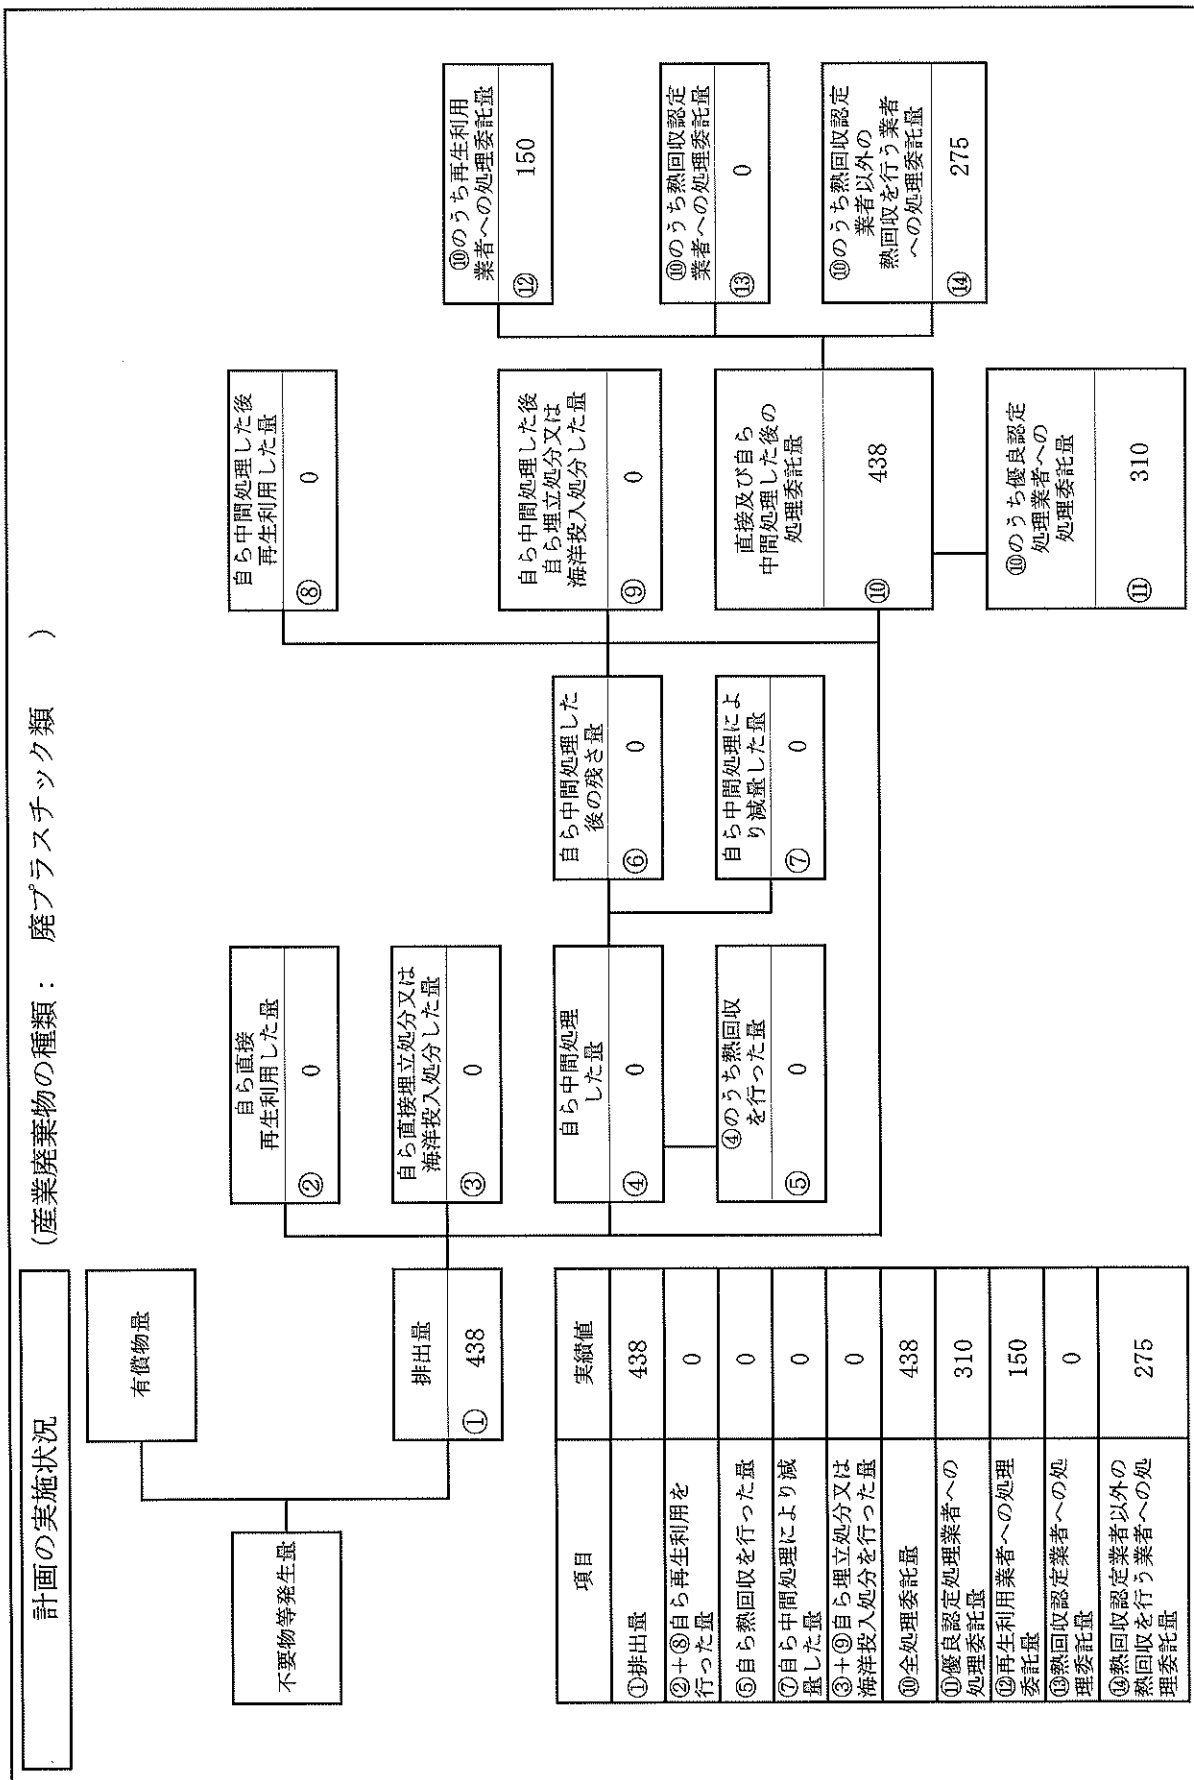 計画の実施状況
(産業廃棄物の種類： 廃プラスチック類 )
不要物等発生量
有償物量
排出量
① 438
自ら直接
再生利用した量
② 0
自ら直接埋立処分又は
海洋投入処分した量
③ 0
自ら中間処理
した量
④ 0
④のうち熱回収
を行った量
⑤ 0
自ら中間処理した
後の残さ量
⑥ 0
自ら中間処理によ
り減量した量
⑦ 0
自ら中間処理した後
再生利用した量
⑧ 0
自ら中間処理した後
自ら埋立処分又は
海洋投入処分した量
⑨ 0
直接及び自ら
中間処理した後の
処理委託量
⑩ 438
⑩のうち優良認定
処理業者への
処理委託量
⑪ 310
⑩のうち再生利用
業者への処理委託量
⑫ 150
⑩のうち熱回収認定
業者への処理委託量
⑬ 0
⑩のうち熱回収認定
業者以外の
熱回収を行う業者
への処理委託量
⑭ 275
項目 実績値
①排出量 438
②＋⑧自ら再生利用を
行った量 0
⑤自ら熱回収を行った量 0
⑦自ら中間処理により減
量した量 0
③＋⑨自ら埋立処分又は
海洋投入処分を行った量 0
⑩全処理委託量 438
⑪優良認定処理業者への
処理委託量 310
⑫再生利用業者への処理
委託量 150
⑬熱回収認定業者への処
理委託量 0
⑭熱回収認定業者以外の
熱回収を行う業者への処
理委託量 275